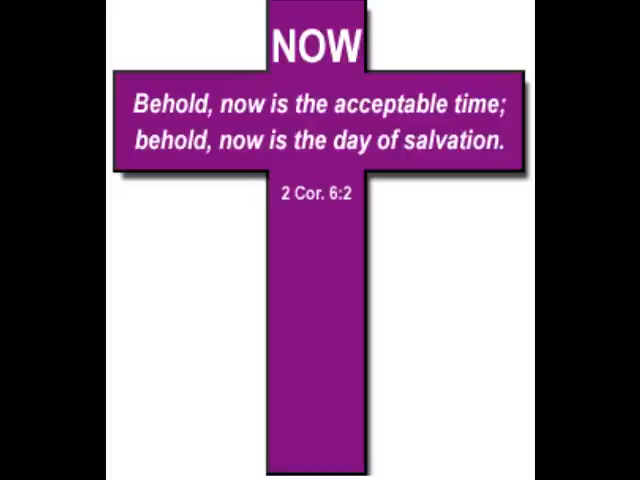 NOW
Behold, now is the acceptable time;
behold, now is the day of salvation.
2 Cor. 6:2